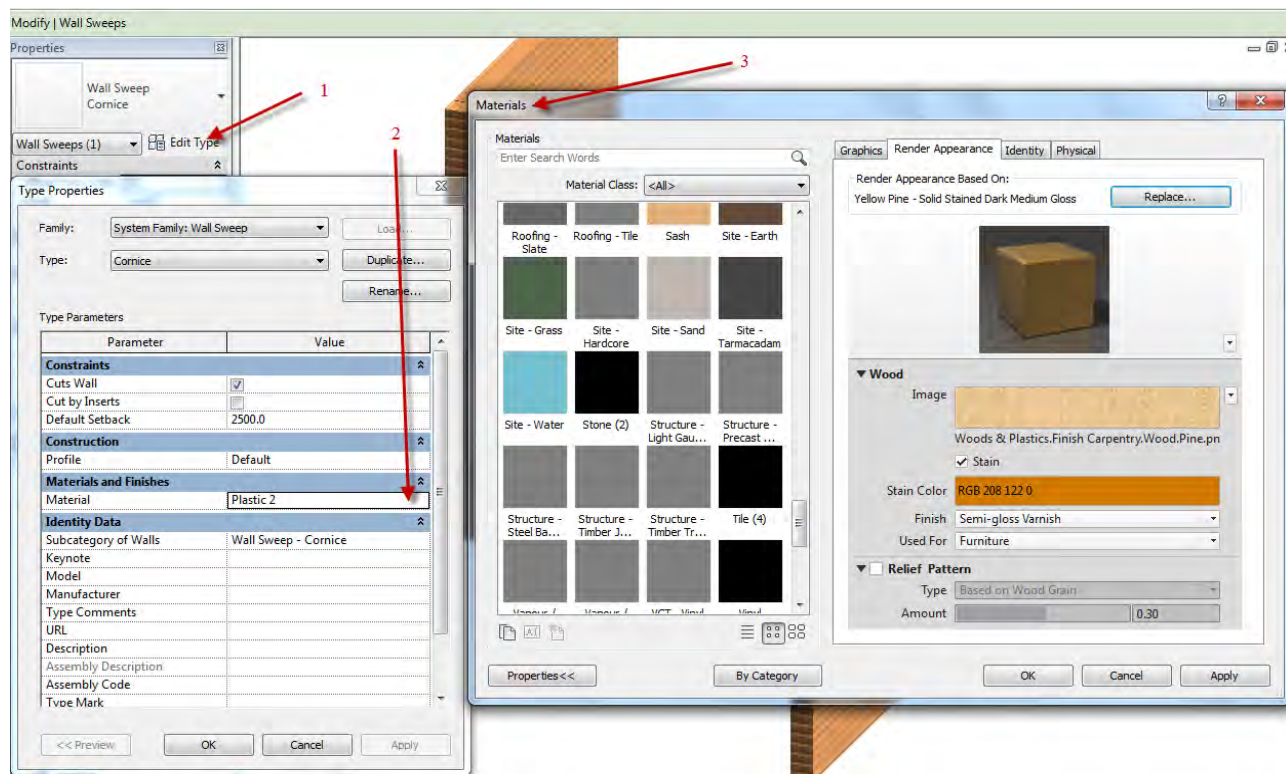 Modify | Wall Sweeps
Properties
Wall Sweep
Cornice
Wall Sweeps (1)
Edit Type
Constraints
1
2
3
Type Properties
Family:
System Family: Wall Sweep
Load...
Type:
Cornice
Duplicate...
Rename...
Type Parameters
Parameter Value
Constraints
Cuts Wall
Cut by Inserts
Default Setback 2500.0
Construction
Profile Default
Materials and Finishes
Material Plastic 2
Identity Data
Subcategory of Walls Wall Sweep - Cornice
Keynote
Model
Manufacturer
Type Comments
URL
Description
Assembly Description
Assembly Code
Type Mark
<< Preview
OK
Cancel
Apply
Materials
Materials
Enter Search Words
Material Class: <All>
Roofing - Slate
Roofing - Tile
Sash
Site - Earth
Site - Grass
Site - Hardcore
Site - Sand
Site - Tarmacadam
Site - Water
Stone (2)
Structure - Light Gau...
Structure - Precast ...
Structure - Steel Ba...
Structure - Timber J...
Structure - Timber Tr...
Tile (4)
Vapour /
Vapour /
VCT - Vinyl
Vinyl
Properties<<
By Category
Graphics
Render Appearance
Identity
Physical
Render Appearance Based On:
Yellow Pine - Solid Stained Dark Medium Gloss
Replace...
Wood
Image
Woods & Plastics.Finish Carpentry.Wood.Pine.pn
Stain
Stain Color RGB 208 122 0
Finish Semi-gloss Varnish
Used For Furniture
Relief Pattern
Type Based on Wood Grain
Amount 0.30
OK
Cancel
Apply